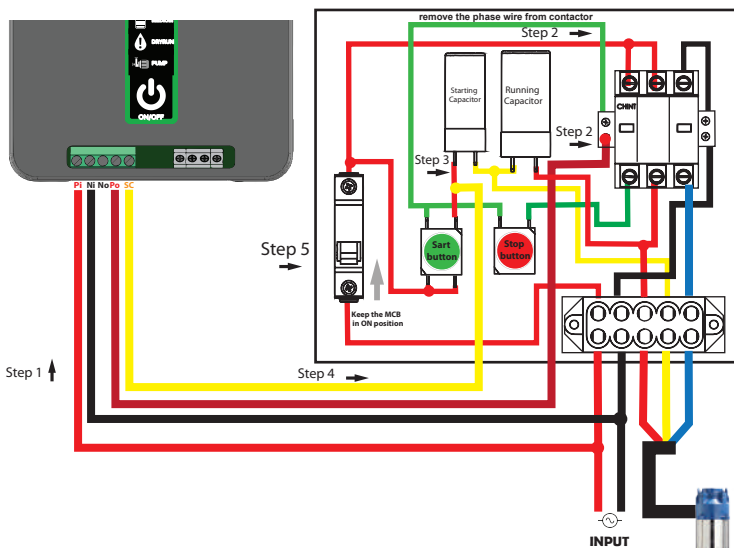 remove the phase wire from contactor
Step 2
DRYRUN
PUMP
ON/OFF
Starting
Capacitor
Running
Capacitor
CHINT
Step 2
Step 3
Pi Ni No Po SC
Step 5
Sart
button
Stop
button
Keep the MCB
in ON position
Step 1
Step 4
INPUT